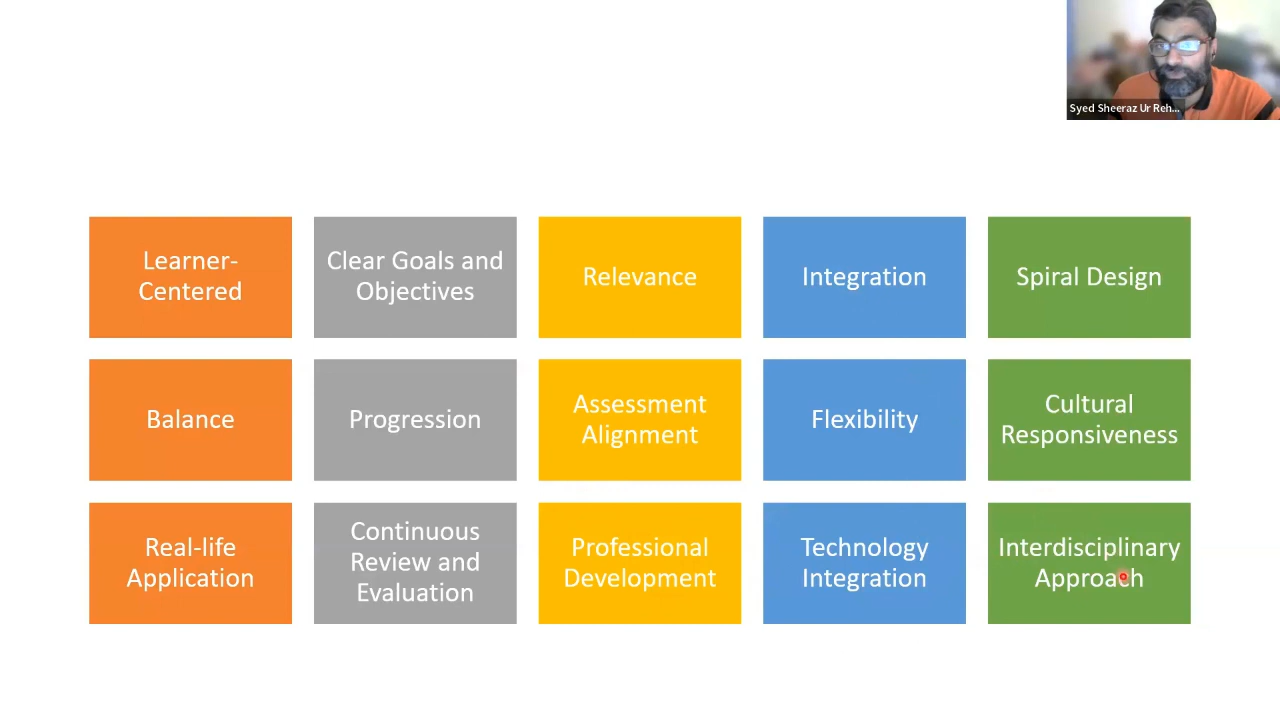 Syed Sheeraz Ur Reh...
Learner-
Centered
Clear Goals and
Objectives
Relevance
Integration
Spiral Design
Balance
Progression
Assessment
Alignment
Flexibility
Cultural
Responsiveness
Real-life
Application
Continuous
Review and
Evaluation
Professional
Development
Technology
Integration
Interdisciplinary
Approach